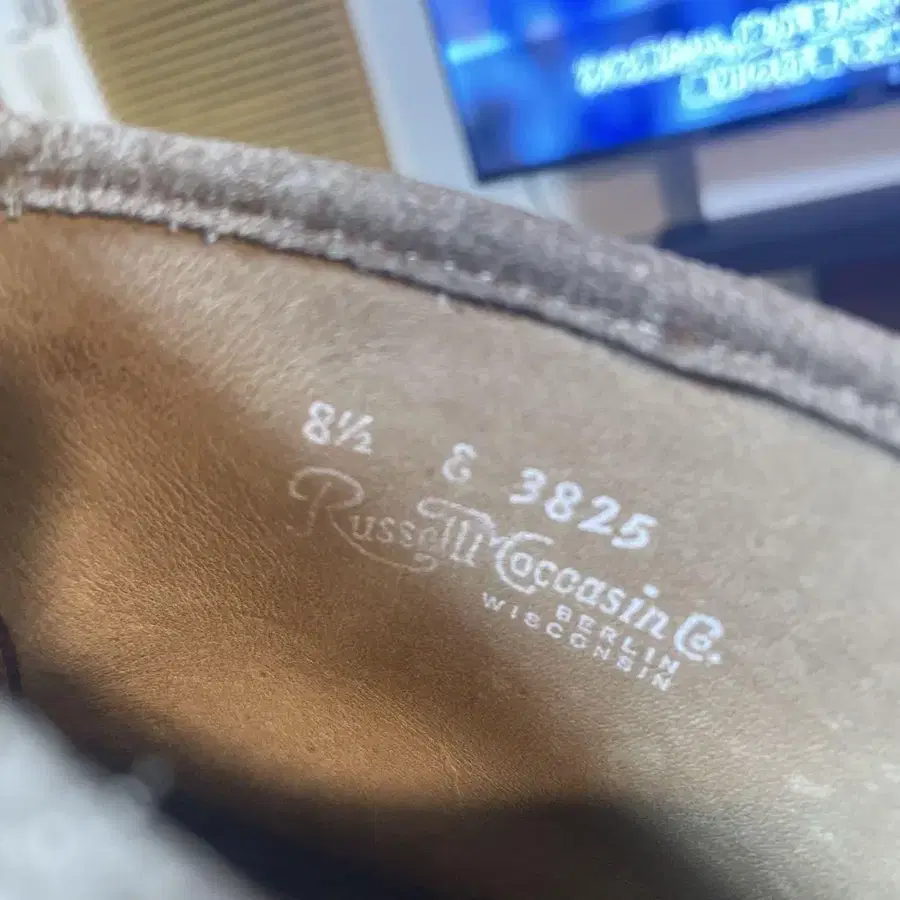 8½ E 3825
Russell Moccasin Co.
BERLIN
WISCONSIN